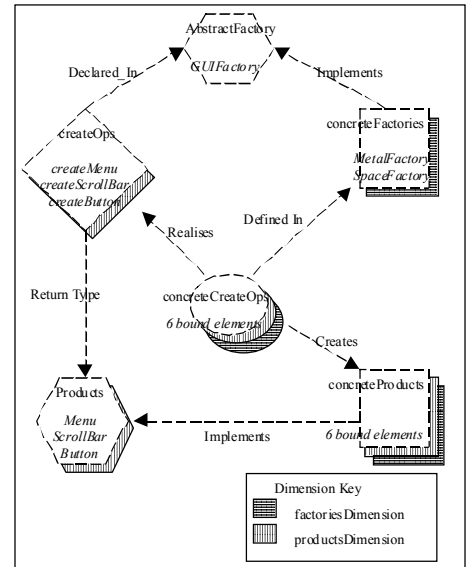 AbstractFactory
GUIFactory
Declared_In
Implements
createOps
createMenu
createScrollBar
createButton
concreteFactories
MetalFactory
SpaceFactory
Realises
Defined In
Return Type
concreteCreateOps
6 bound elements
Creates
Products
Menu
ScrollBar
Button
Implements
concreteProducts
6 bound elements
Dimension Key
factoriesDimension
productsDimension